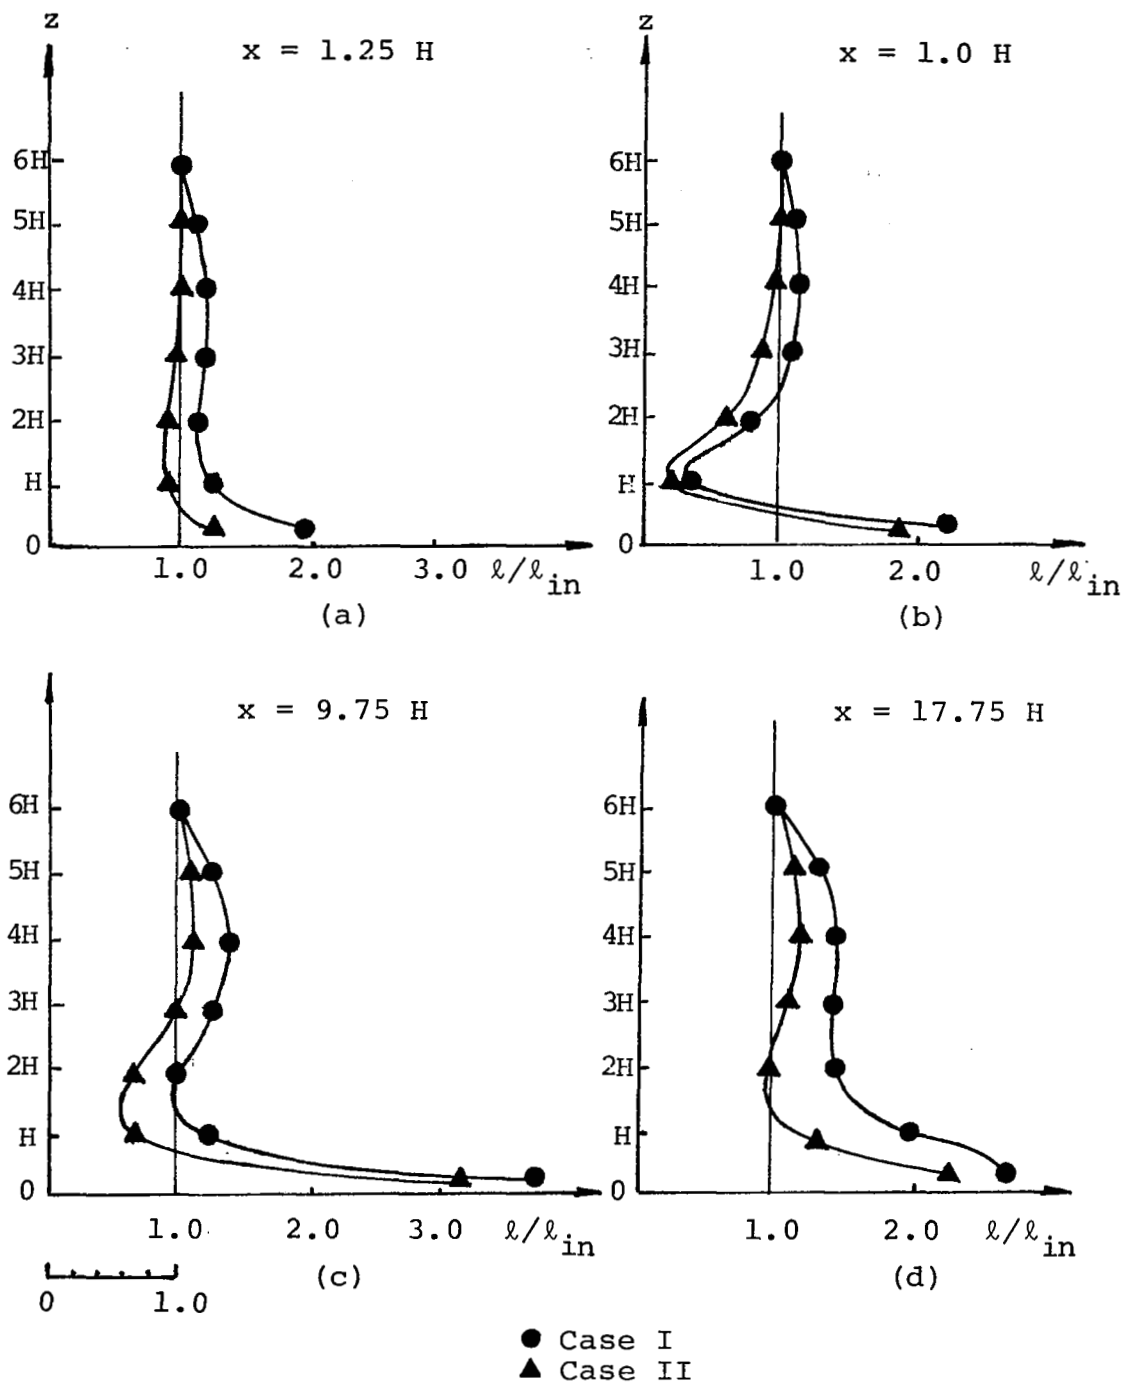 z
x = 1.25 H
6H
5H
4H
3H
2H
H
0
1.0 2.0 3.0 ℓ/ℓin
(a)
z
x = 1.0 H
6H
5H
4H
3H
2H
H
0
1.0 2.0 ℓ/ℓin
(b)
x = 9.75 H
6H
5H
4H
3H
2H
H
0
1.0 2.0 3.0 ℓ/ℓin
(c)
0 1.0
x = 17.75 H
6H
5H
4H
3H
2H
H
0
1.0 2.0 ℓ/ℓin
(d)
Case I
Case II